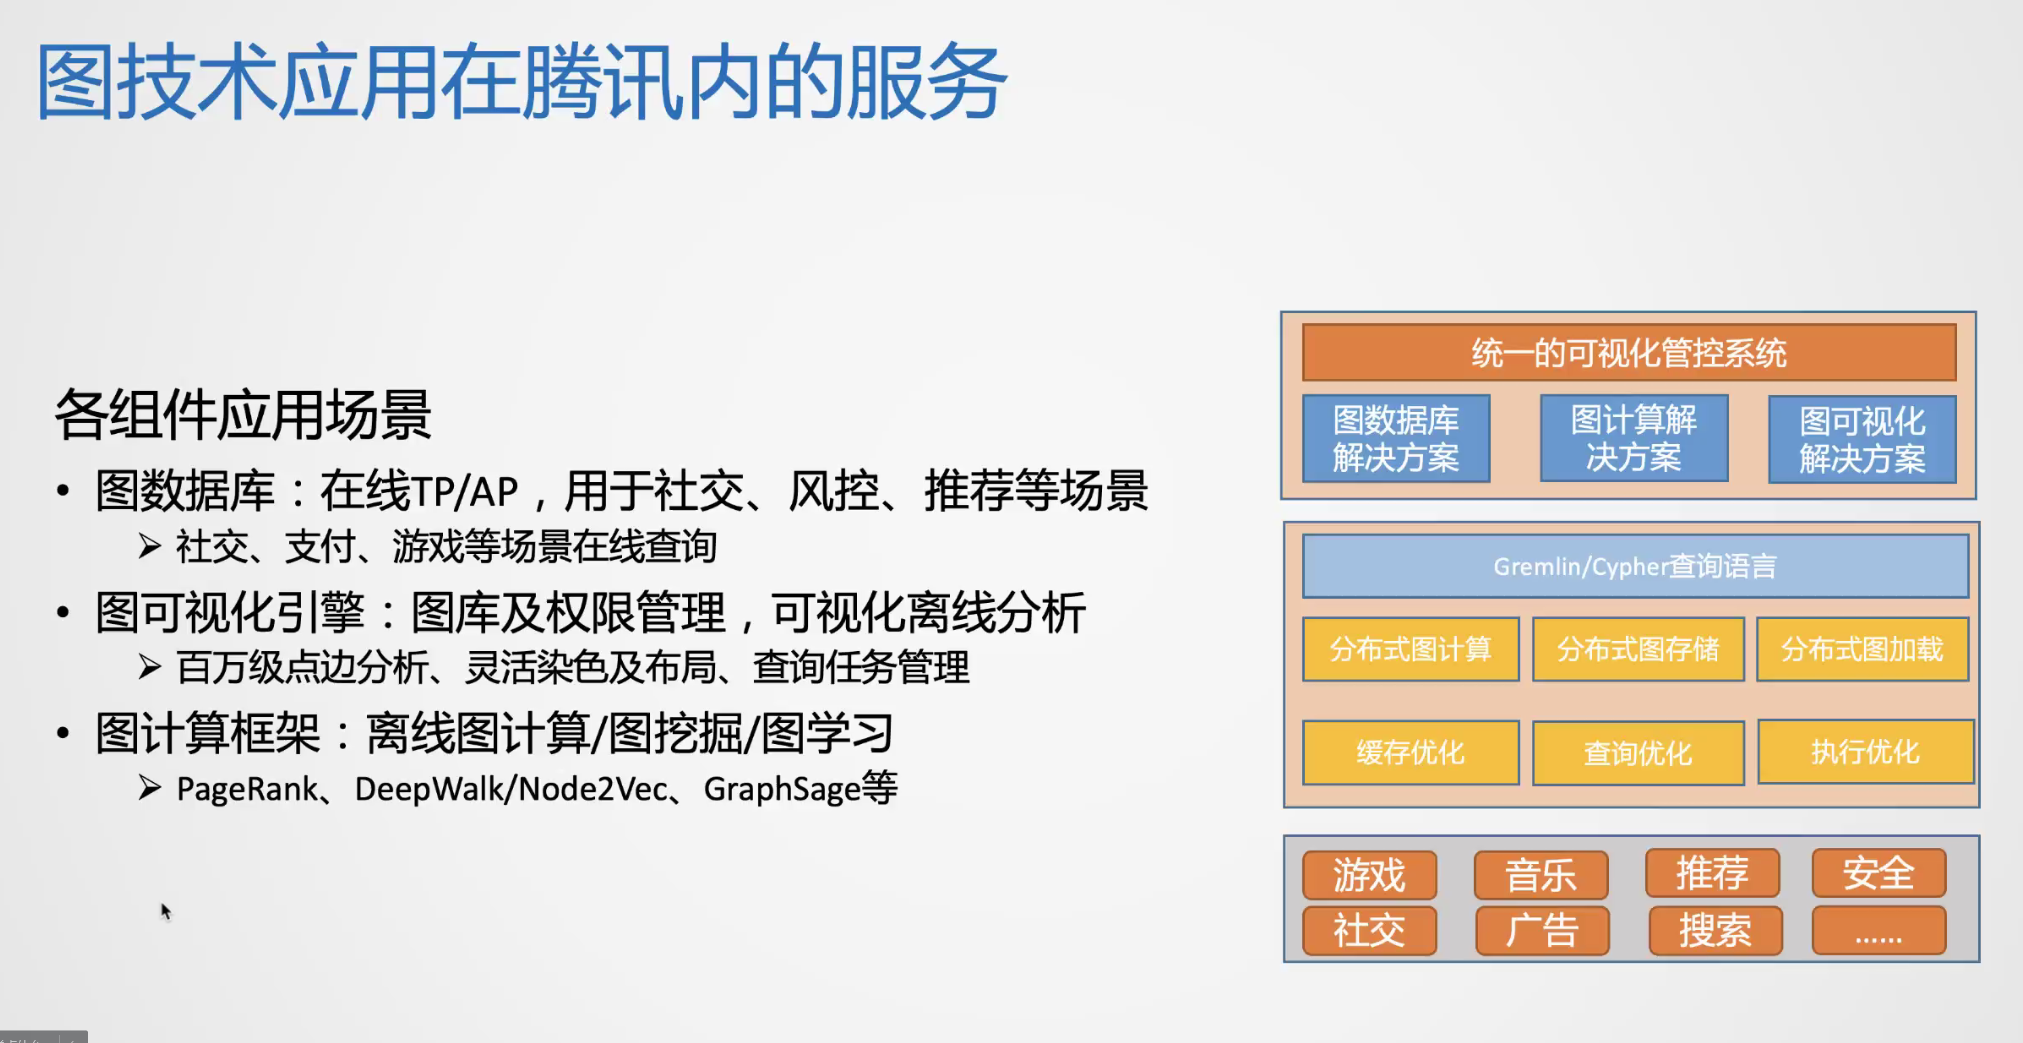 图技术应用在腾讯内的服务
各组件应用场景
• 图数据库：在线TP/AP，用于社交、风控、推荐等场景
➢ 社交、支付、游戏等场景在线查询
• 图可视化引擎：图库及权限管理，可视化离线分析
➢ 百万级点边分析、灵活染色及布局、查询任务管理
• 图计算框架：离线图计算/图挖掘/图学习
➢ PageRank、DeepWalk/Node2Vec、GraphSage等
统一的可视化管控系统
图数据库
解决方案
图计算解
决方案
图可视化
解决方案
Gremlin/Cypher查询语言
分布式图计算
分布式图存储
分布式图加载
缓存优化
查询优化
执行优化
游戏
音乐
推荐
安全
社交
广告
搜索
......